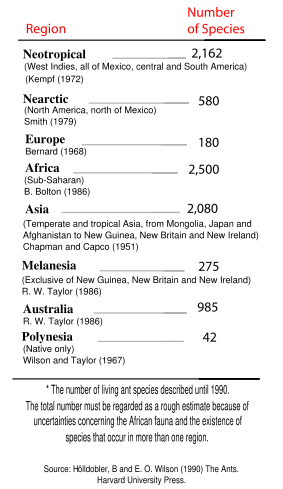 Region Number of Species
Neotropical 2,162
(West Indies, all of Mexico, central and South America)
(Kempf (1972)
Nearctic 580
(North America, north of Mexico)
Smith (1979)
Europe 180
Bernard (1968)
Africa 2,500
(Sub-Saharan)
B. Bolton (1986)
Asia 2,080
(Temperate and tropical Asia, from Mongolia, Japan and
Afghanistan to New Guinea, New Britain and New Ireland)
Chapman and Capco (1951)
Melanesia 275
(Exclusive of New Guinea, New Britain and New Ireland)
R. W. Taylor (1986)
Australia 985
R. W. Taylor (1986)
Polynesia 42
(Native only)
Wilson and Taylor (1967)
* The number of living ant species described until 1990.
The total number must be regarded as a rough estimate because of
uncertainties concerning the African fauna and the existence of
species that occur in more than one region.
Source: Hölldobler, B and E. O. Wilson (1990) The Ants.
Harvard University Press.